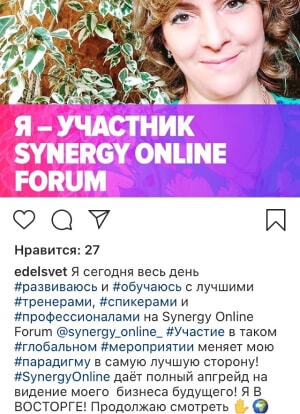 Я – УЧАСТНИК
SYNERGY ONLINE
FORUM
Нравится: 27
edelsvet Я сегодня весь день
#развиваюсь и #обучаюсь с лучшими
#тренерами, #спикерами и
#профессионалами на Synergy Online
Forum @synergy_online_ #Участие в таком
#глобальном #мероприятии меняет мою
#парадигму в самую лучшую сторону!
#SynergyOnline даёт полный апгрейд на
видение моего бизнеса будущего! Я В
ВОСТОРГЕ! Продолжаю смотреть ✋ 🌍